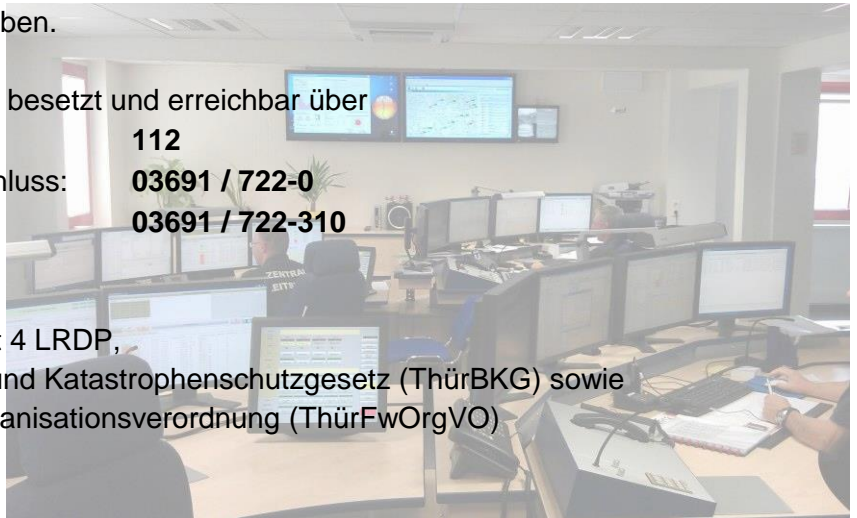 ben.
besetzt und erreichbar über
112
hluss: 03691 / 722-0
03691 / 722-310
4 LRDP,
und Katastrophenschutzgesetz (ThürBKG) sowie
anisationsverordnung (ThürFwOrgVO)
ZENTRA